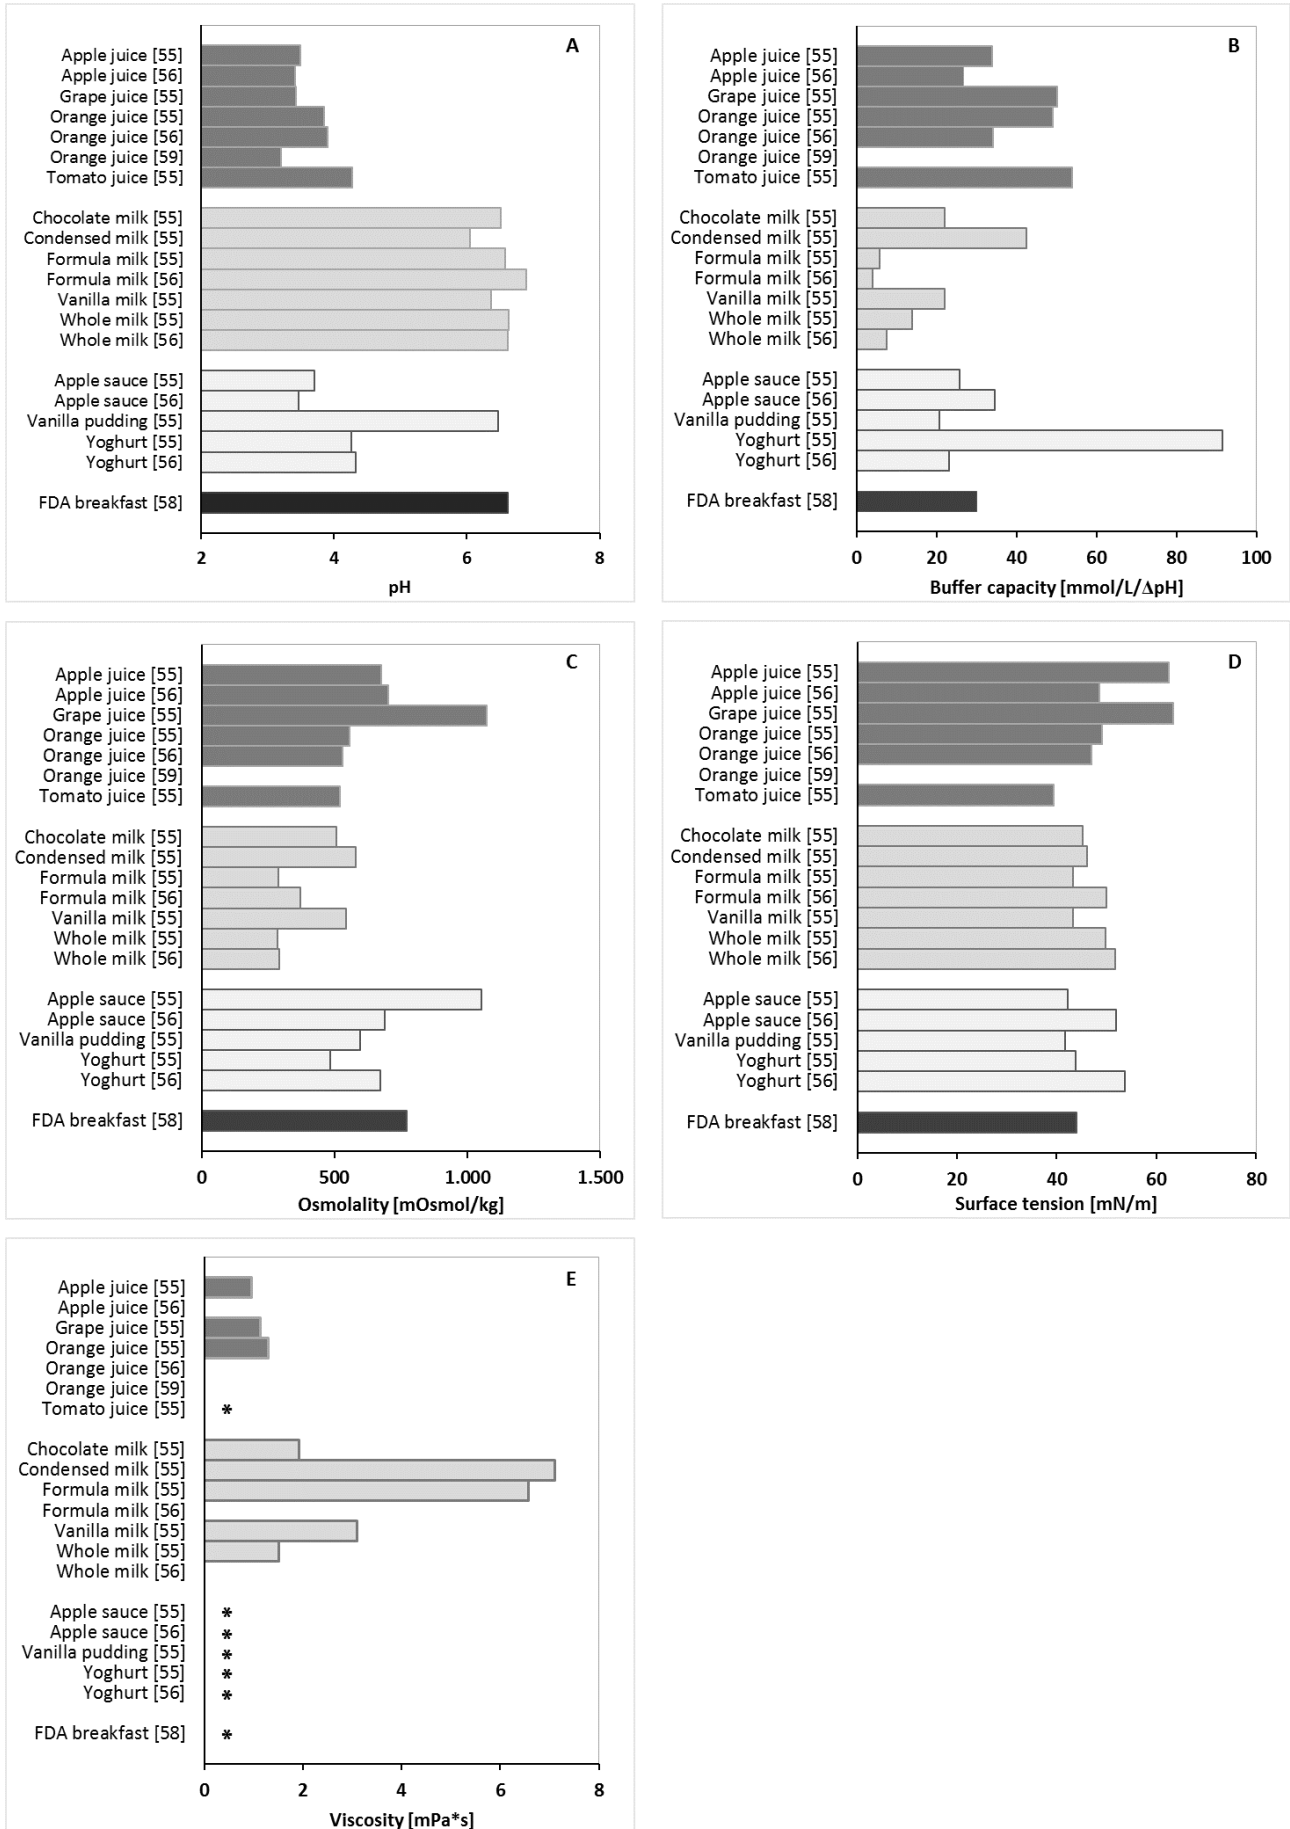 A
Apple juice [55]
Apple juice [56]
Grape juice [55]
Orange juice [55]
Orange juice [56]
Orange juice [59]
Tomato juice [55]
Chocolate milk [55]
Condensed milk [55]
Formula milk [55]
Formula milk [56]
Vanilla milk [55]
Whole milk [55]
Whole milk [56]
Apple sauce [55]
Apple sauce [56]
Vanilla pudding [55]
Yoghurt [55]
Yoghurt [56]
FDA breakfast [58]
2 4 6 8
pH
B
Apple juice [55]
Apple juice [56]
Grape juice [55]
Orange juice [55]
Orange juice [56]
Orange juice [59]
Tomato juice [55]
Chocolate milk [55]
Condensed milk [55]
Formula milk [55]
Formula milk [56]
Vanilla milk [55]
Whole milk [55]
Whole milk [56]
Apple sauce [55]
Apple sauce [56]
Vanilla pudding [55]
Yoghurt [55]
Yoghurt [56]
FDA breakfast [58]
0 20 40 60 80 100
Buffer capacity [mmol/L/ΔpH]
C
Apple juice [55]
Apple juice [56]
Grape juice [55]
Orange juice [55]
Orange juice [56]
Orange juice [59]
Tomato juice [55]
Chocolate milk [55]
Condensed milk [55]
Formula milk [55]
Formula milk [56]
Vanilla milk [55]
Whole milk [55]
Whole milk [56]
Apple sauce [55]
Apple sauce [56]
Vanilla pudding [55]
Yoghurt [55]
Yoghurt [56]
FDA breakfast [58]
0 500 1.000 1.500
Osmolality [mOsmol/kg]
D
Apple juice [55]
Apple juice [56]
Grape juice [55]
Orange juice [55]
Orange juice [56]
Orange juice [59]
Tomato juice [55]
Chocolate milk [55]
Condensed milk [55]
Formula milk [55]
Formula milk [56]
Vanilla milk [55]
Whole milk [55]
Whole milk [56]
Apple sauce [55]
Apple sauce [56]
Vanilla pudding [55]
Yoghurt [55]
Yoghurt [56]
FDA breakfast [58]
0 20 40 60 80
Surface tension [mN/m]
E
Apple juice [55]
Apple juice [56]
Grape juice [55]
Orange juice [55]
Orange juice [56]
Orange juice [59]
Tomato juice [55] *
Chocolate milk [55]
Condensed milk [55]
Formula milk [55]
Formula milk [56]
Vanilla milk [55]
Whole milk [55]
Whole milk [56]
Apple sauce [55] *
Apple sauce [56] *
Vanilla pudding [55] *
Yoghurt [55] *
Yoghurt [56] *
FDA breakfast [58] *
0 2 4 6 8
Viscosity [mPa*s]